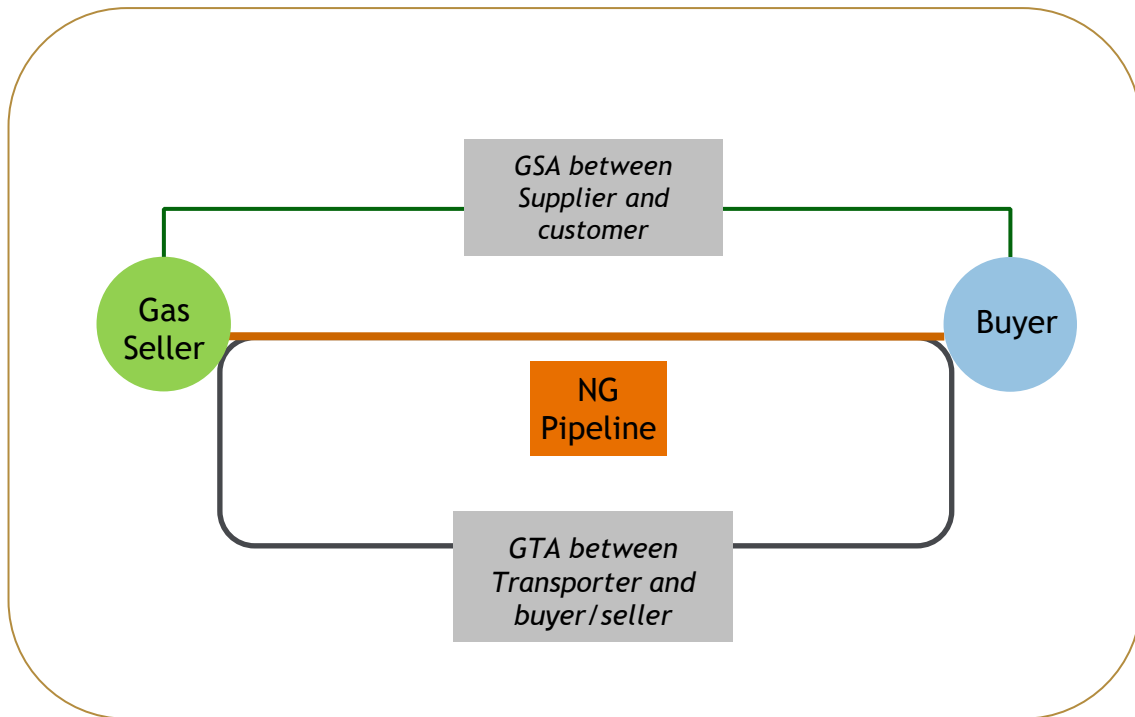 GSA between
Supplier and
customer
Gas
Seller
Buyer
NG
Pipeline
GTA between
Transporter and
buyer/seller